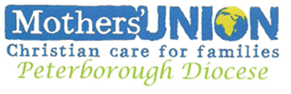 Mothers' UNION
Christian care for families
Peterborough Diocese